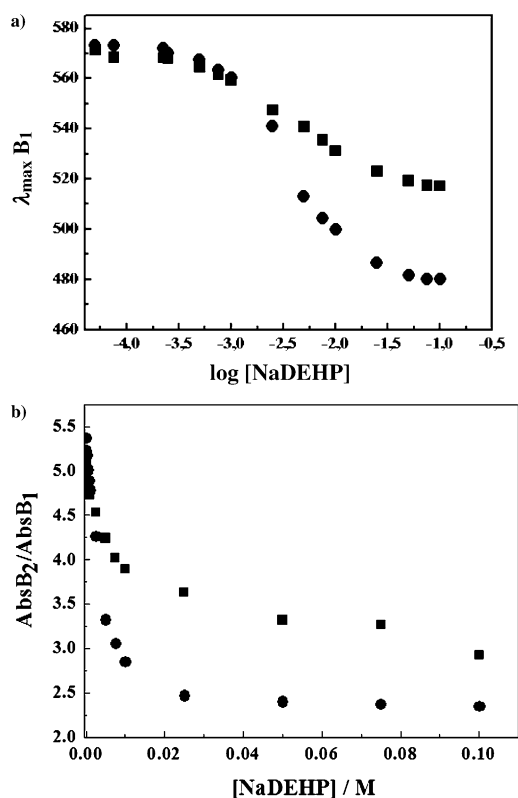 a)
580
560
540
520
500
480
460
λmax B1
-4,0 -3,5 -3,0 -2,5 -2,0 -1,5 -1,0 -0,5
log [NaDEHP]
b)
5.5
5.0
4.5
4.0
3.5
3.0
2.5
2.0
AbsB2/AbsB1
0.00 0.02 0.04 0.06 0.08 0.10
[NaDEHP] / M